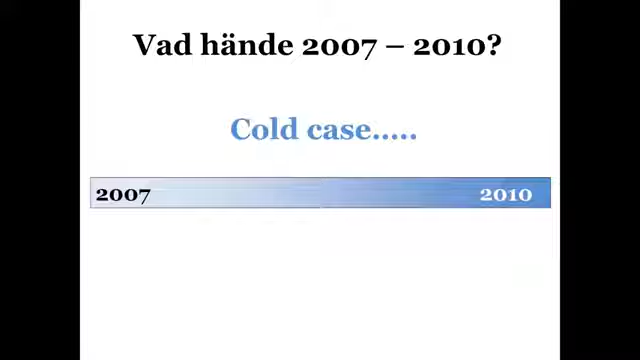 Vad hände 2007 – 2010?
Cold case.....
2007 2010